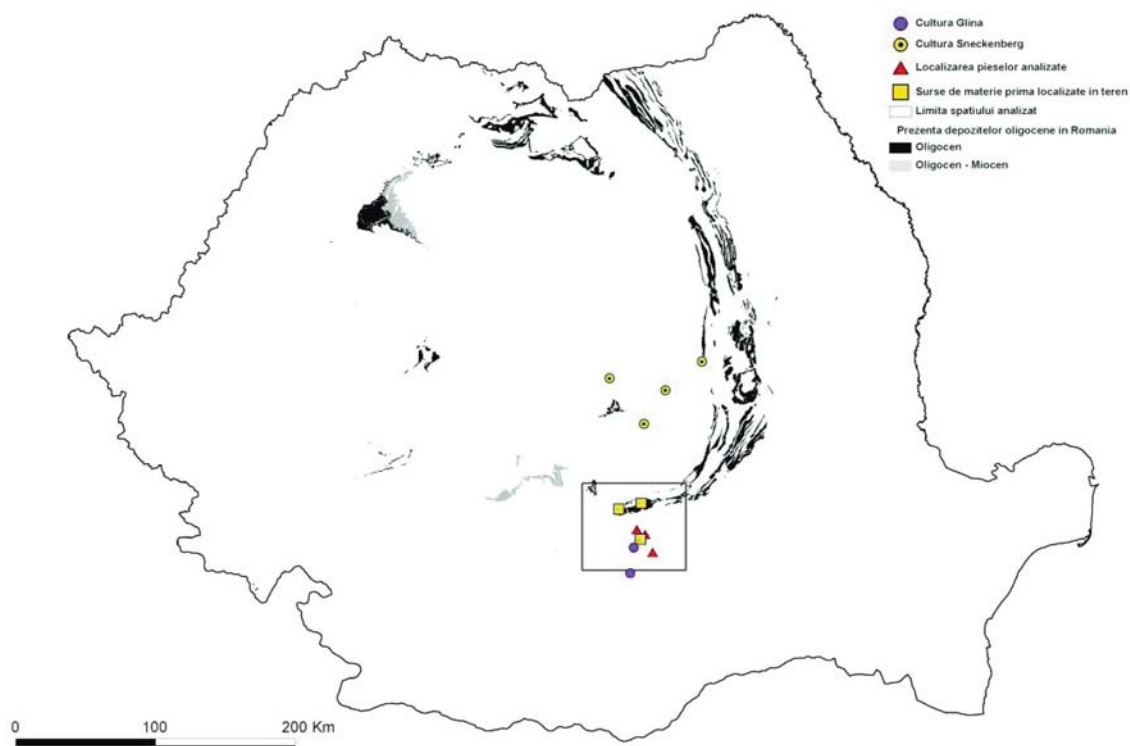 Cultura Glina
Cultura Sneckenberg
Localizarea pieselor analizate
Surse de materie prima localizate in teren
Limita spatiului analizat
Prezenta depozitelor oligocene in Romania
Oligocen
Oligocen - Miocen
0 100 200 Km